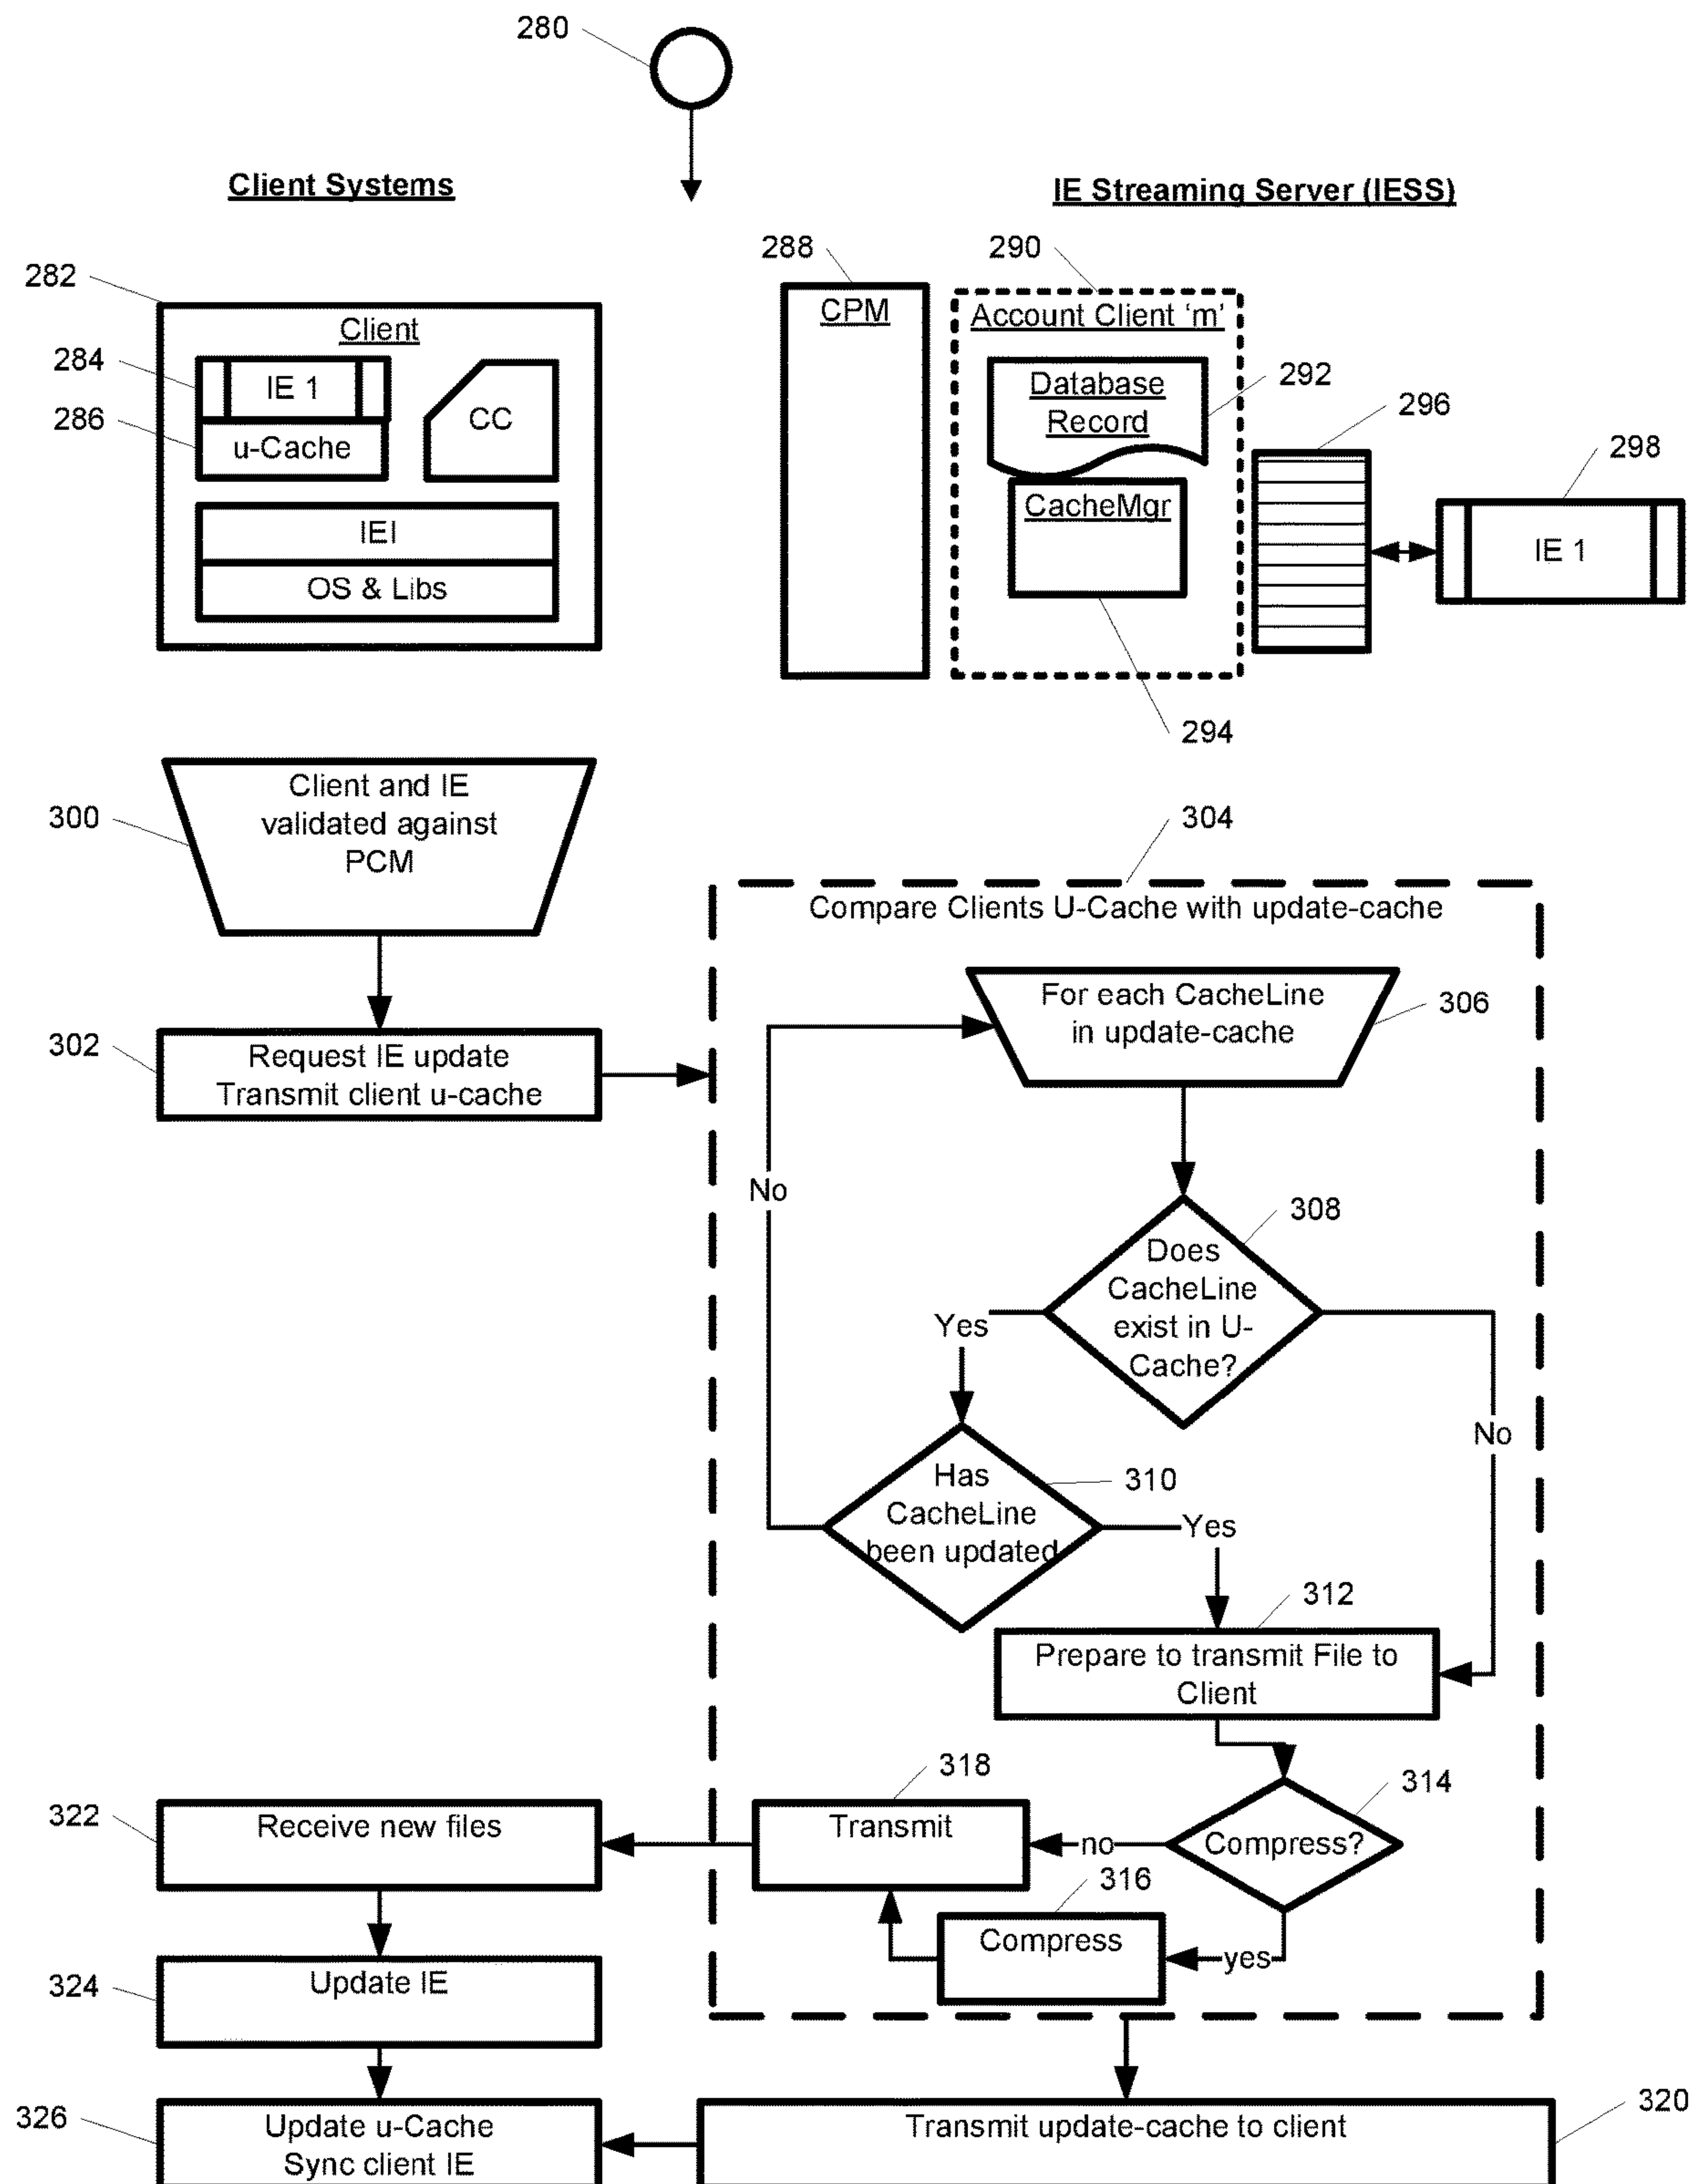 280
Client Systems
IE Streaming Server (IESS)
282
Client
284
IE 1
286
u-Cache
CC
IEI
OS & Libs
288
CPM
290
Account Client 'm'
Database
Record
292
CacheMgr
294
296
298
IE 1
300
Client and IE
validated against
PCM
302
Request IE update
Transmit client u-cache
304
Compare Clients U-Cache with update-cache
For each CacheLine
in update-cache
306
No
308
Does
CacheLine
exist in U-
Cache?
Yes
No
310
Has
CacheLine
been updated
Yes
312
Prepare to transmit File to
Client
314
Compress?
no
318
Transmit
316
Compress
yes
322
Receive new files
324
Update IE
326
Update u-Cache
Sync client IE
Transmit update-cache to client
320